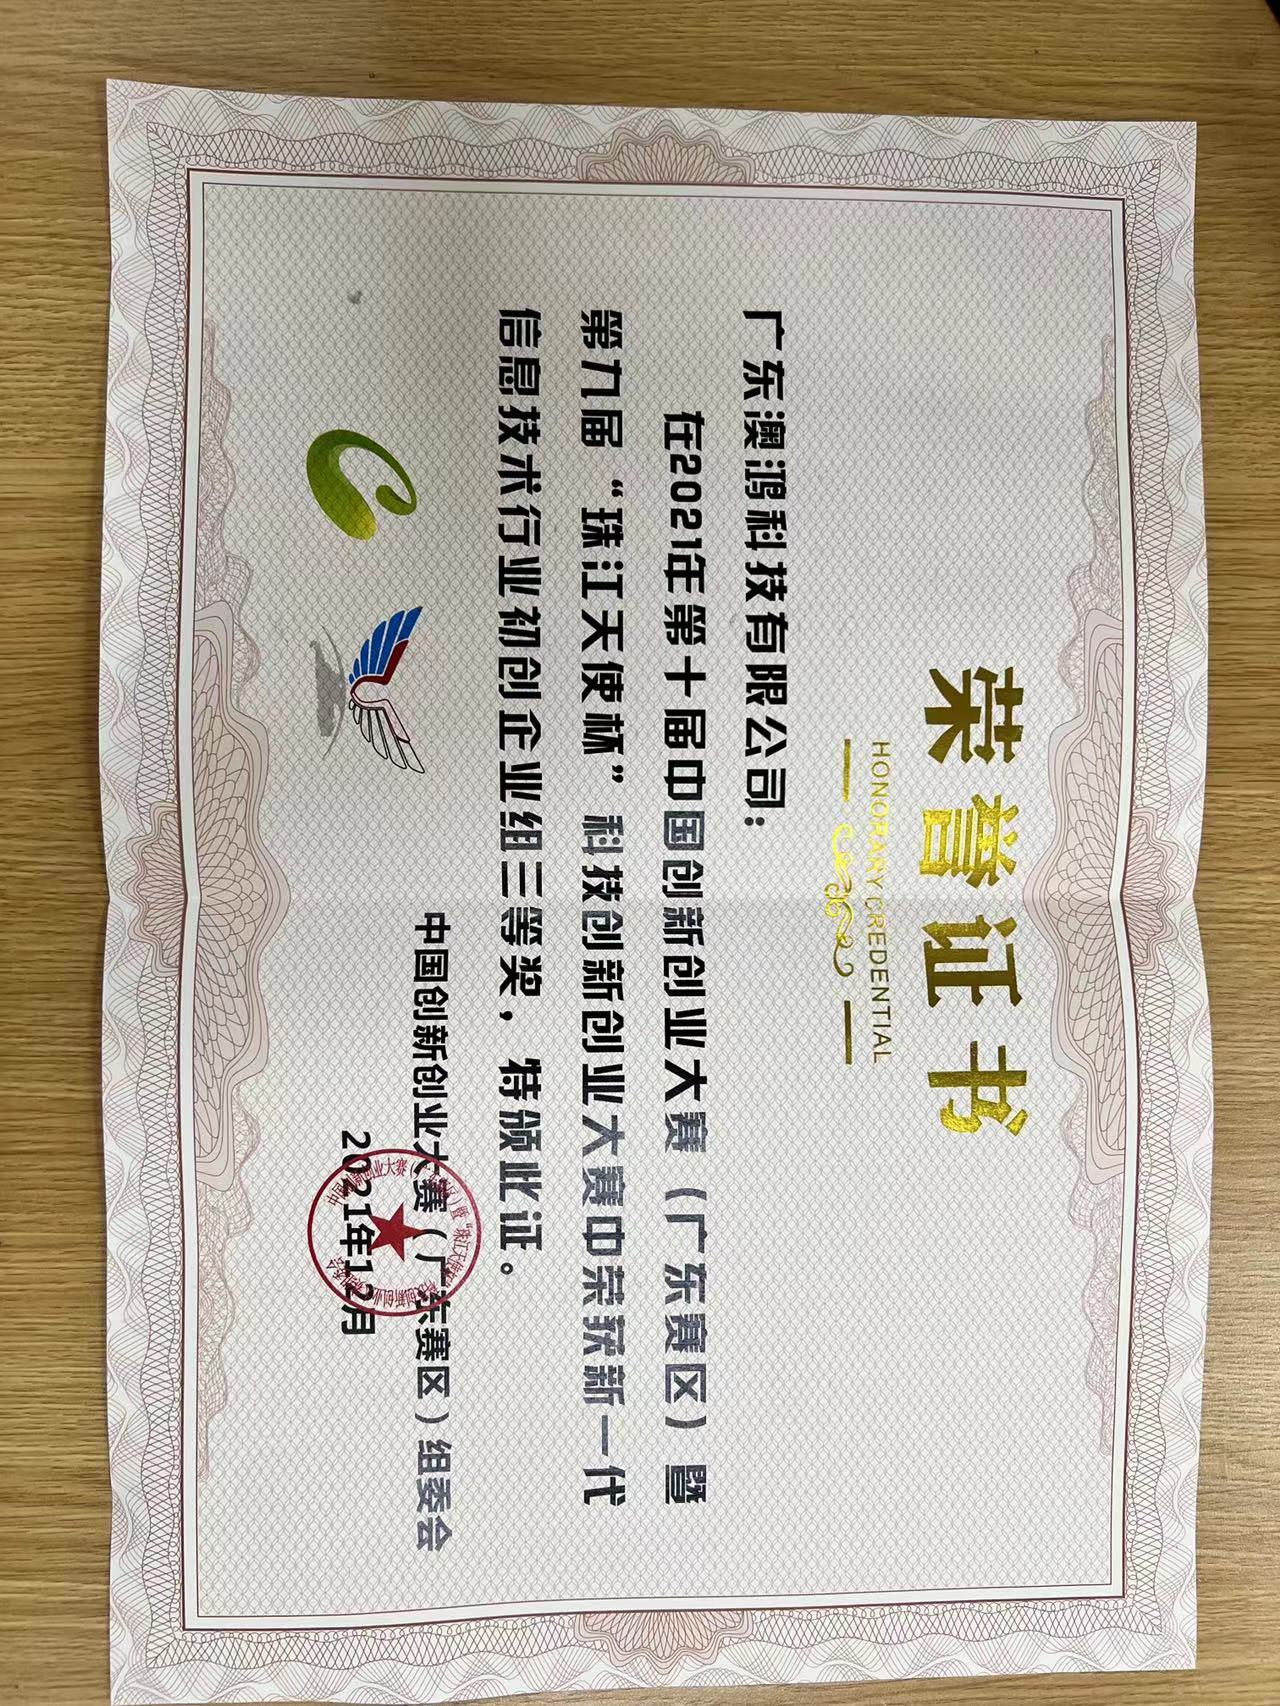 荣誉证书
HONORARY CREDENTIAL
广东澳鸿科技有限公司：
在2021年第十届中国创新创业大赛（广东赛区）暨
第九届“珠江天使杯”科技创新创业大赛中荣获新一代
信息技术行业初创企业组三等奖，特颁此证。
中国创新创业大赛（广东赛区）组委会
2021年12月